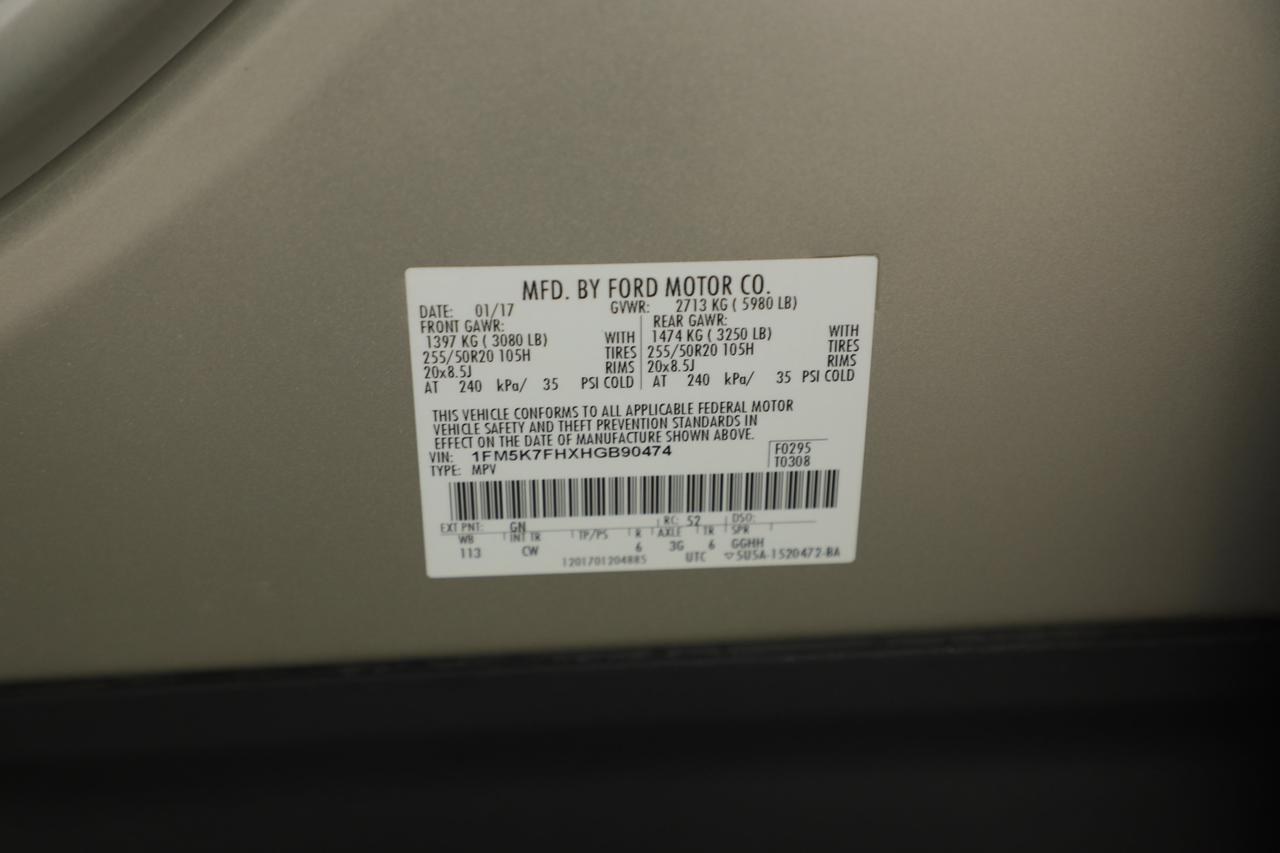 MFD. BY FORD MOTOR CO.
DATE: 01/17 GVWR: 2713 KG ( 5980 LB)
FRONT GAWR: REAR GAWR:
1397 KG ( 3080 LB) WITH 1474 KG ( 3250 LB) WITH
255/50R20 105H TIRES 255/50R20 105H TIRES
20x8.5J RIMS 20x8.5J RIMS
AT 240 kPa/ 35 PSI COLD AT 240 kPa/ 35 PSI COLD
THIS VEHICLE CONFORMS TO ALL APPLICABLE FEDERAL MOTOR
VEHICLE SAFETY AND THEFT PREVENTION STANDARDS IN
EFFECT ON THE DATE OF MANUFACTURE SHOWN ABOVE.
VIN: 1FM5K7FHXHGB90474 F0295
TYPE: MPV T0308
EXT PNT: GN RC: 52 DSO:
WB INT TR TP/PS R AXLE TR SPR
113 CW 6 3G 6 GGHH
1201701204885 UTC ▽5U5A-1520472-BA